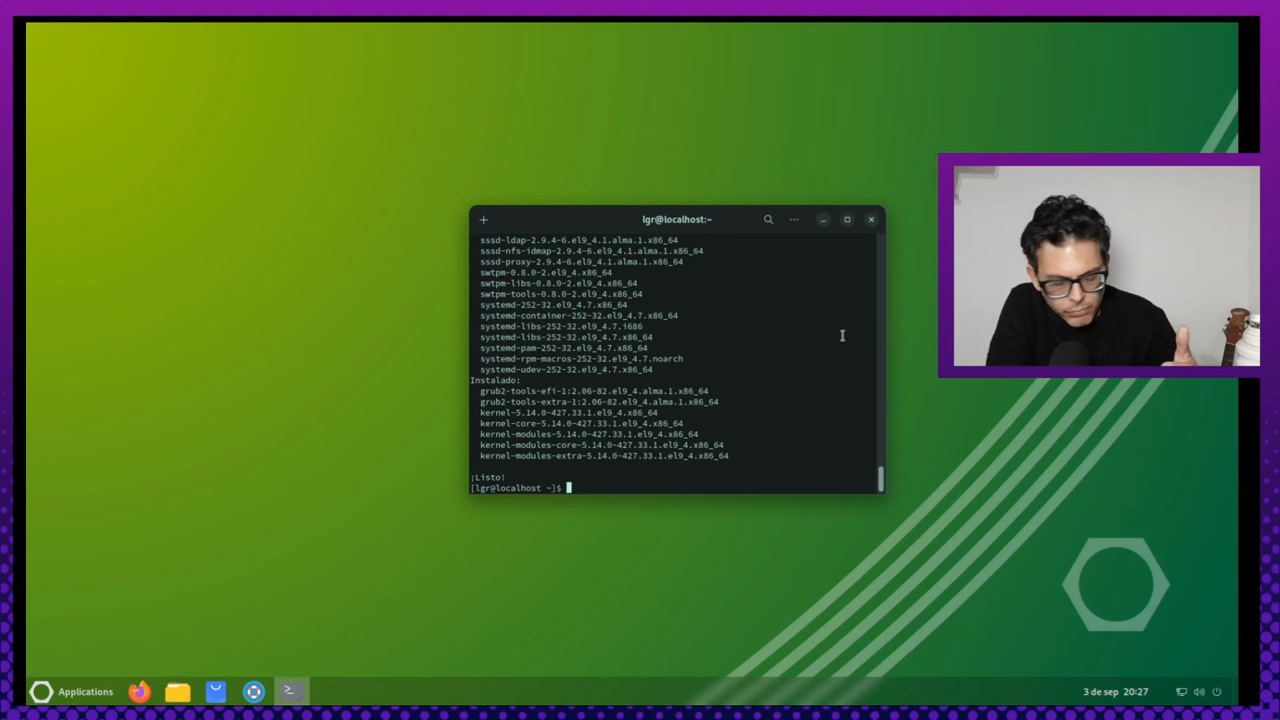 lgr@localhost:~
sssd-ldap-2.9.4-6.el9_4.1.alma.1.x86_64
sssd-nfs-idmap-2.9.4-6.el9_4.1.alma.1.x86_64
sssd-proxy-2.9.4-6.el9_4.1.alma.1.x86_64
swtpm-0.8.0-2.el9_4.x86_64
swtpm-libs-0.8.0-2.el9_4.x86_64
swtpm-tools-0.8.0-2.el9_4.x86_64
systemd-252-32.el9_4.7.x86_64
systemd-container-252-32.el9_4.7.x86_64
systemd-libs-252-32.el9_4.7.i686
systemd-libs-252-32.el9_4.7.x86_64
systemd-pam-252-32.el9_4.7.x86_64
systemd-rpm-macros-252-32.el9_4.7.noarch
systemd-udev-252-32.el9_4.7.x86_64
Instalado:
grub2-tools-efi-1:2.06-82.el9_4.alma.1.x86_64
grub2-tools-extra-1:2.06-82.el9_4.alma.1.x86_64
kernel-5.14.0-427.33.1.el9_4.x86_64
kernel-core-5.14.0-427.33.1.el9_4.x86_64
kernel-modules-5.14.0-427.33.1.el9_4.x86_64
kernel-modules-core-5.14.0-427.33.1.el9_4.x86_64
kernel-modules-extra-5.14.0-427.33.1.el9_4.x86_64
¡Listo!
[lgr@localhost ~]$
Applications
3 de sep 20:27